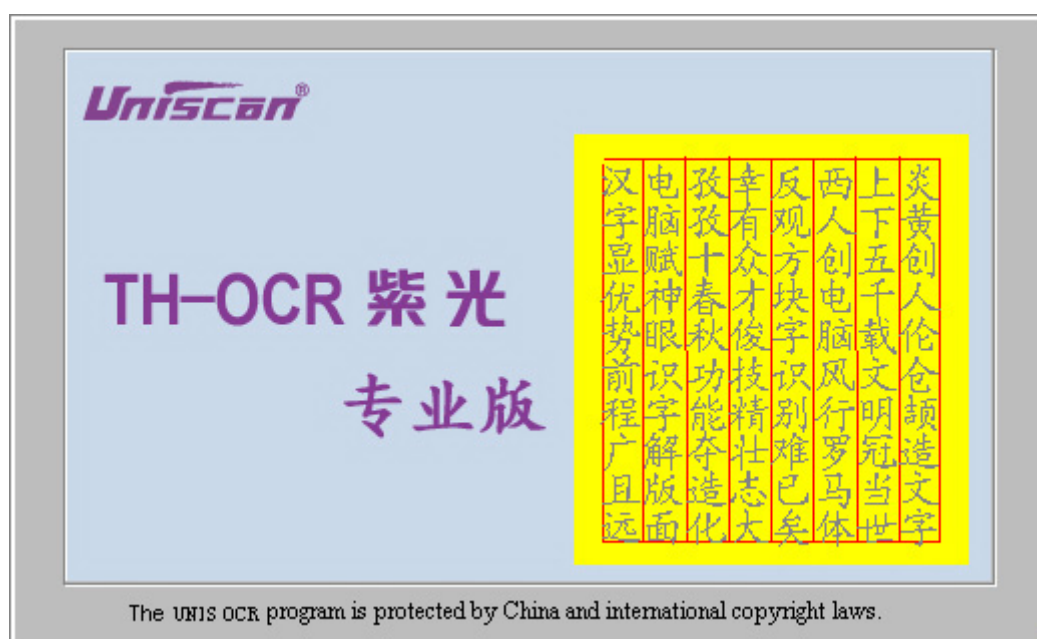 Uniscan®
TH-OCR 紫光
专业版
炎黄创人伦仓颉造文字
上下五千载文明冠当世
西人创电脑风行罗马体
反观方块字识别难已矣
幸有众才俊技精壮志大
孜孜十春秋功能夺造化
电脑赋神眼识字解版面
汉字显优势前程广且远
The UNIS OCR program is protected by China and international copyright laws.